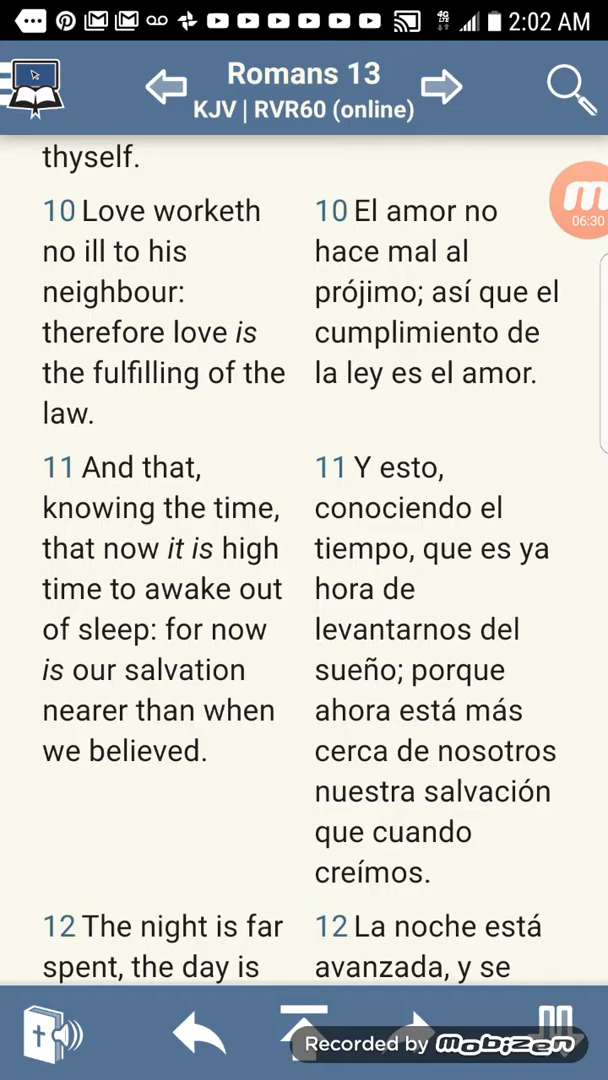 2:02 AM
4G
LTE
Romans 13
KJV | RVR60 (online)
06:30
thyself.
10 Love worketh
no ill to his
neighbour:
therefore love is
the fulfilling of the
law.
10 El amor no
hace mal al
prójimo; así que el
cumplimiento de
la ley es el amor.
11 And that,
knowing the time,
that now it is high
time to awake out
of sleep: for now
is our salvation
nearer than when
we believed.
11 Y esto,
conociendo el
tiempo, que es ya
hora de
levantarnos del
sueño; porque
ahora está más
cerca de nosotros
nuestra salvación
que cuando
creímos.
12 The night is far
spent, the day is
12 La noche está
avanzada, y se
Recorded by mobizen